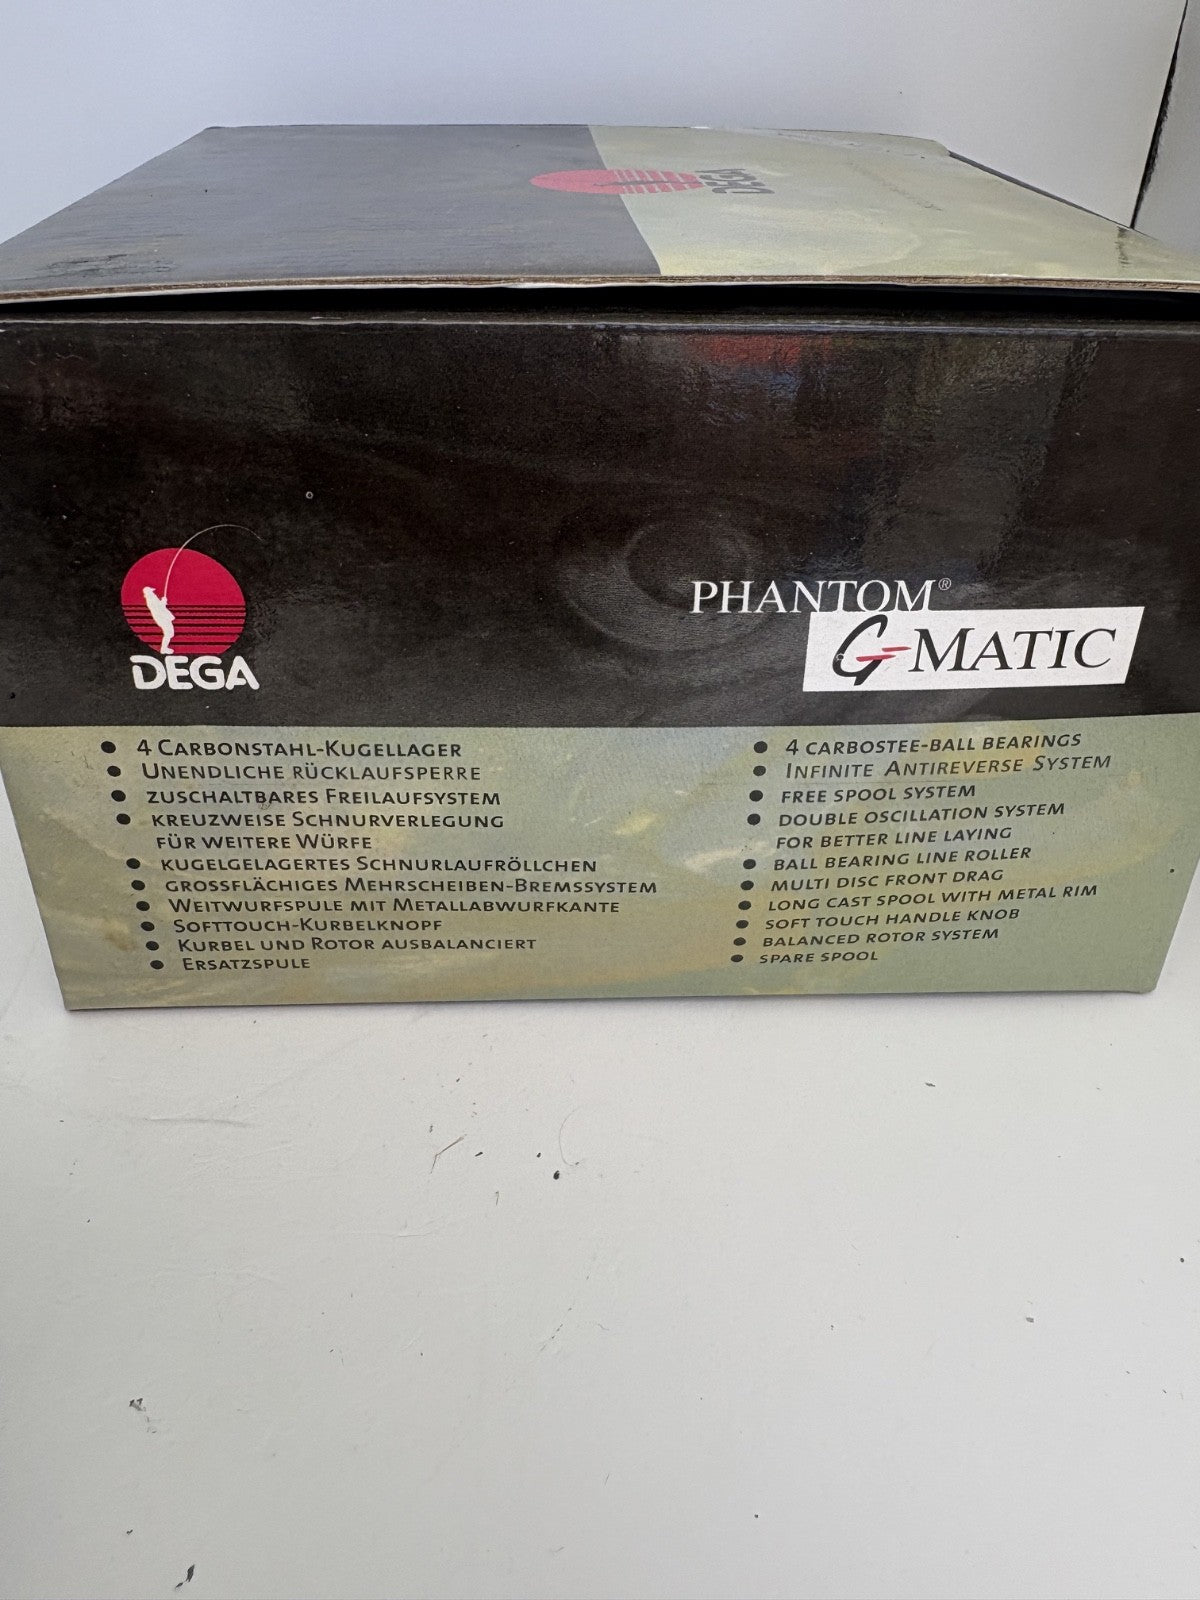 DEGA
DEGA
PHANTOM®
G-MATIC
• 4 CARBONSTAHL-KUGELLAGER
• UNENDLICHE RÜCKLAUFSPERRE
• ZUSCHALTBARES FREILAUFSYSTEM
• KREUZWEISE SCHNURVERLEGUNG
FÜR WEITERE WÜRFE
• KUGELGELAGERTES SCHNURLAUFRÖLLCHEN
• GROSSFLÄCHIGES MEHRSCHEIBEN-BREMSSYSTEM
• WEITWURFSPULE MIT METALLABWURFKANTE
• SOFTTOUCH-KURBELKNOPF
• KURBEL UND ROTOR AUSBALANCIERT
• ERSATZSPULE
• 4 CARBOSTEE-BALL BEARINGS
• INFINITE ANTIREVERSE SYSTEM
• FREE SPOOL SYSTEM
• DOUBLE OSCILLATION SYSTEM
FOR BETTER LINE LAYING
• BALL BEARING LINE ROLLER
• MULTI DISC FRONT DRAG
• LONG CAST SPOOL WITH METAL RIM
• SOFT TOUCH HANDLE KNOB
• BALANCED ROTOR SYSTEM
• SPARE SPOOL